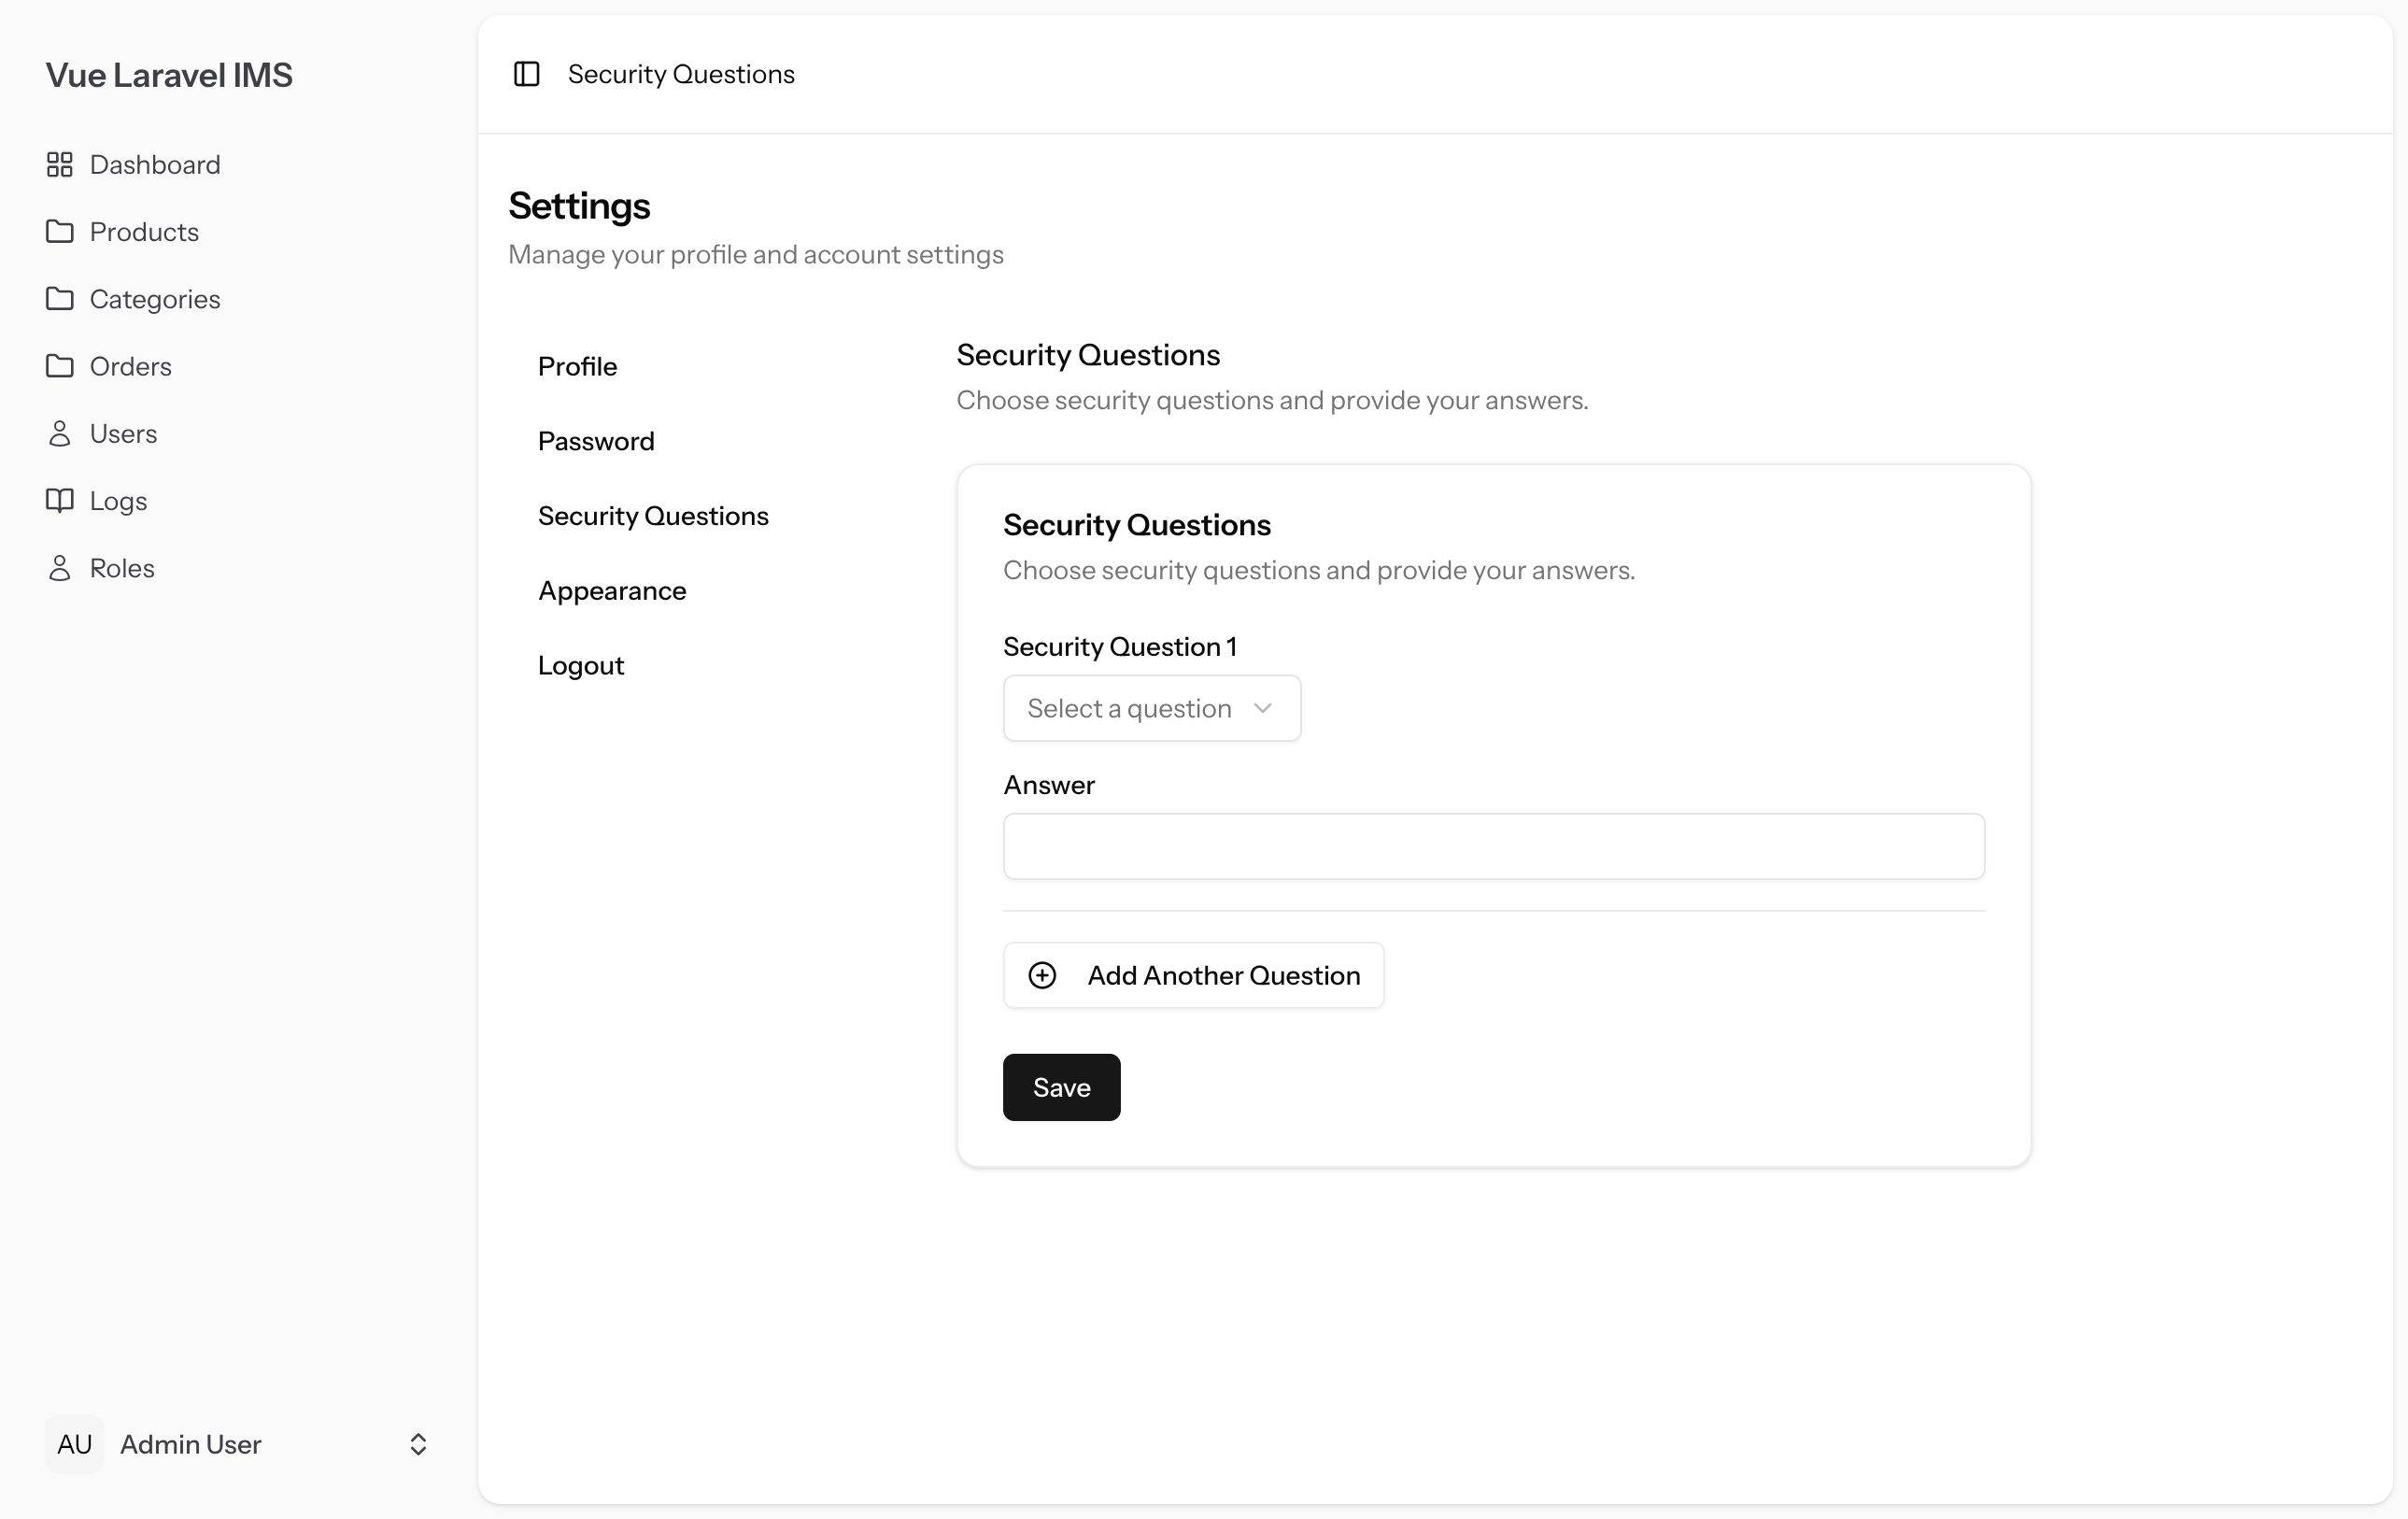 Vue Laravel IMS
Dashboard
Products
Categories
Orders
Users
Logs
Roles
AU
Admin User
Security Questions
Settings
Manage your profile and account settings
Profile
Password
Security Questions
Appearance
Logout
Security Questions
Choose security questions and provide your answers.
Security Questions
Choose security questions and provide your answers.
Security Question 1
Select a question
Answer
Add Another Question
Save